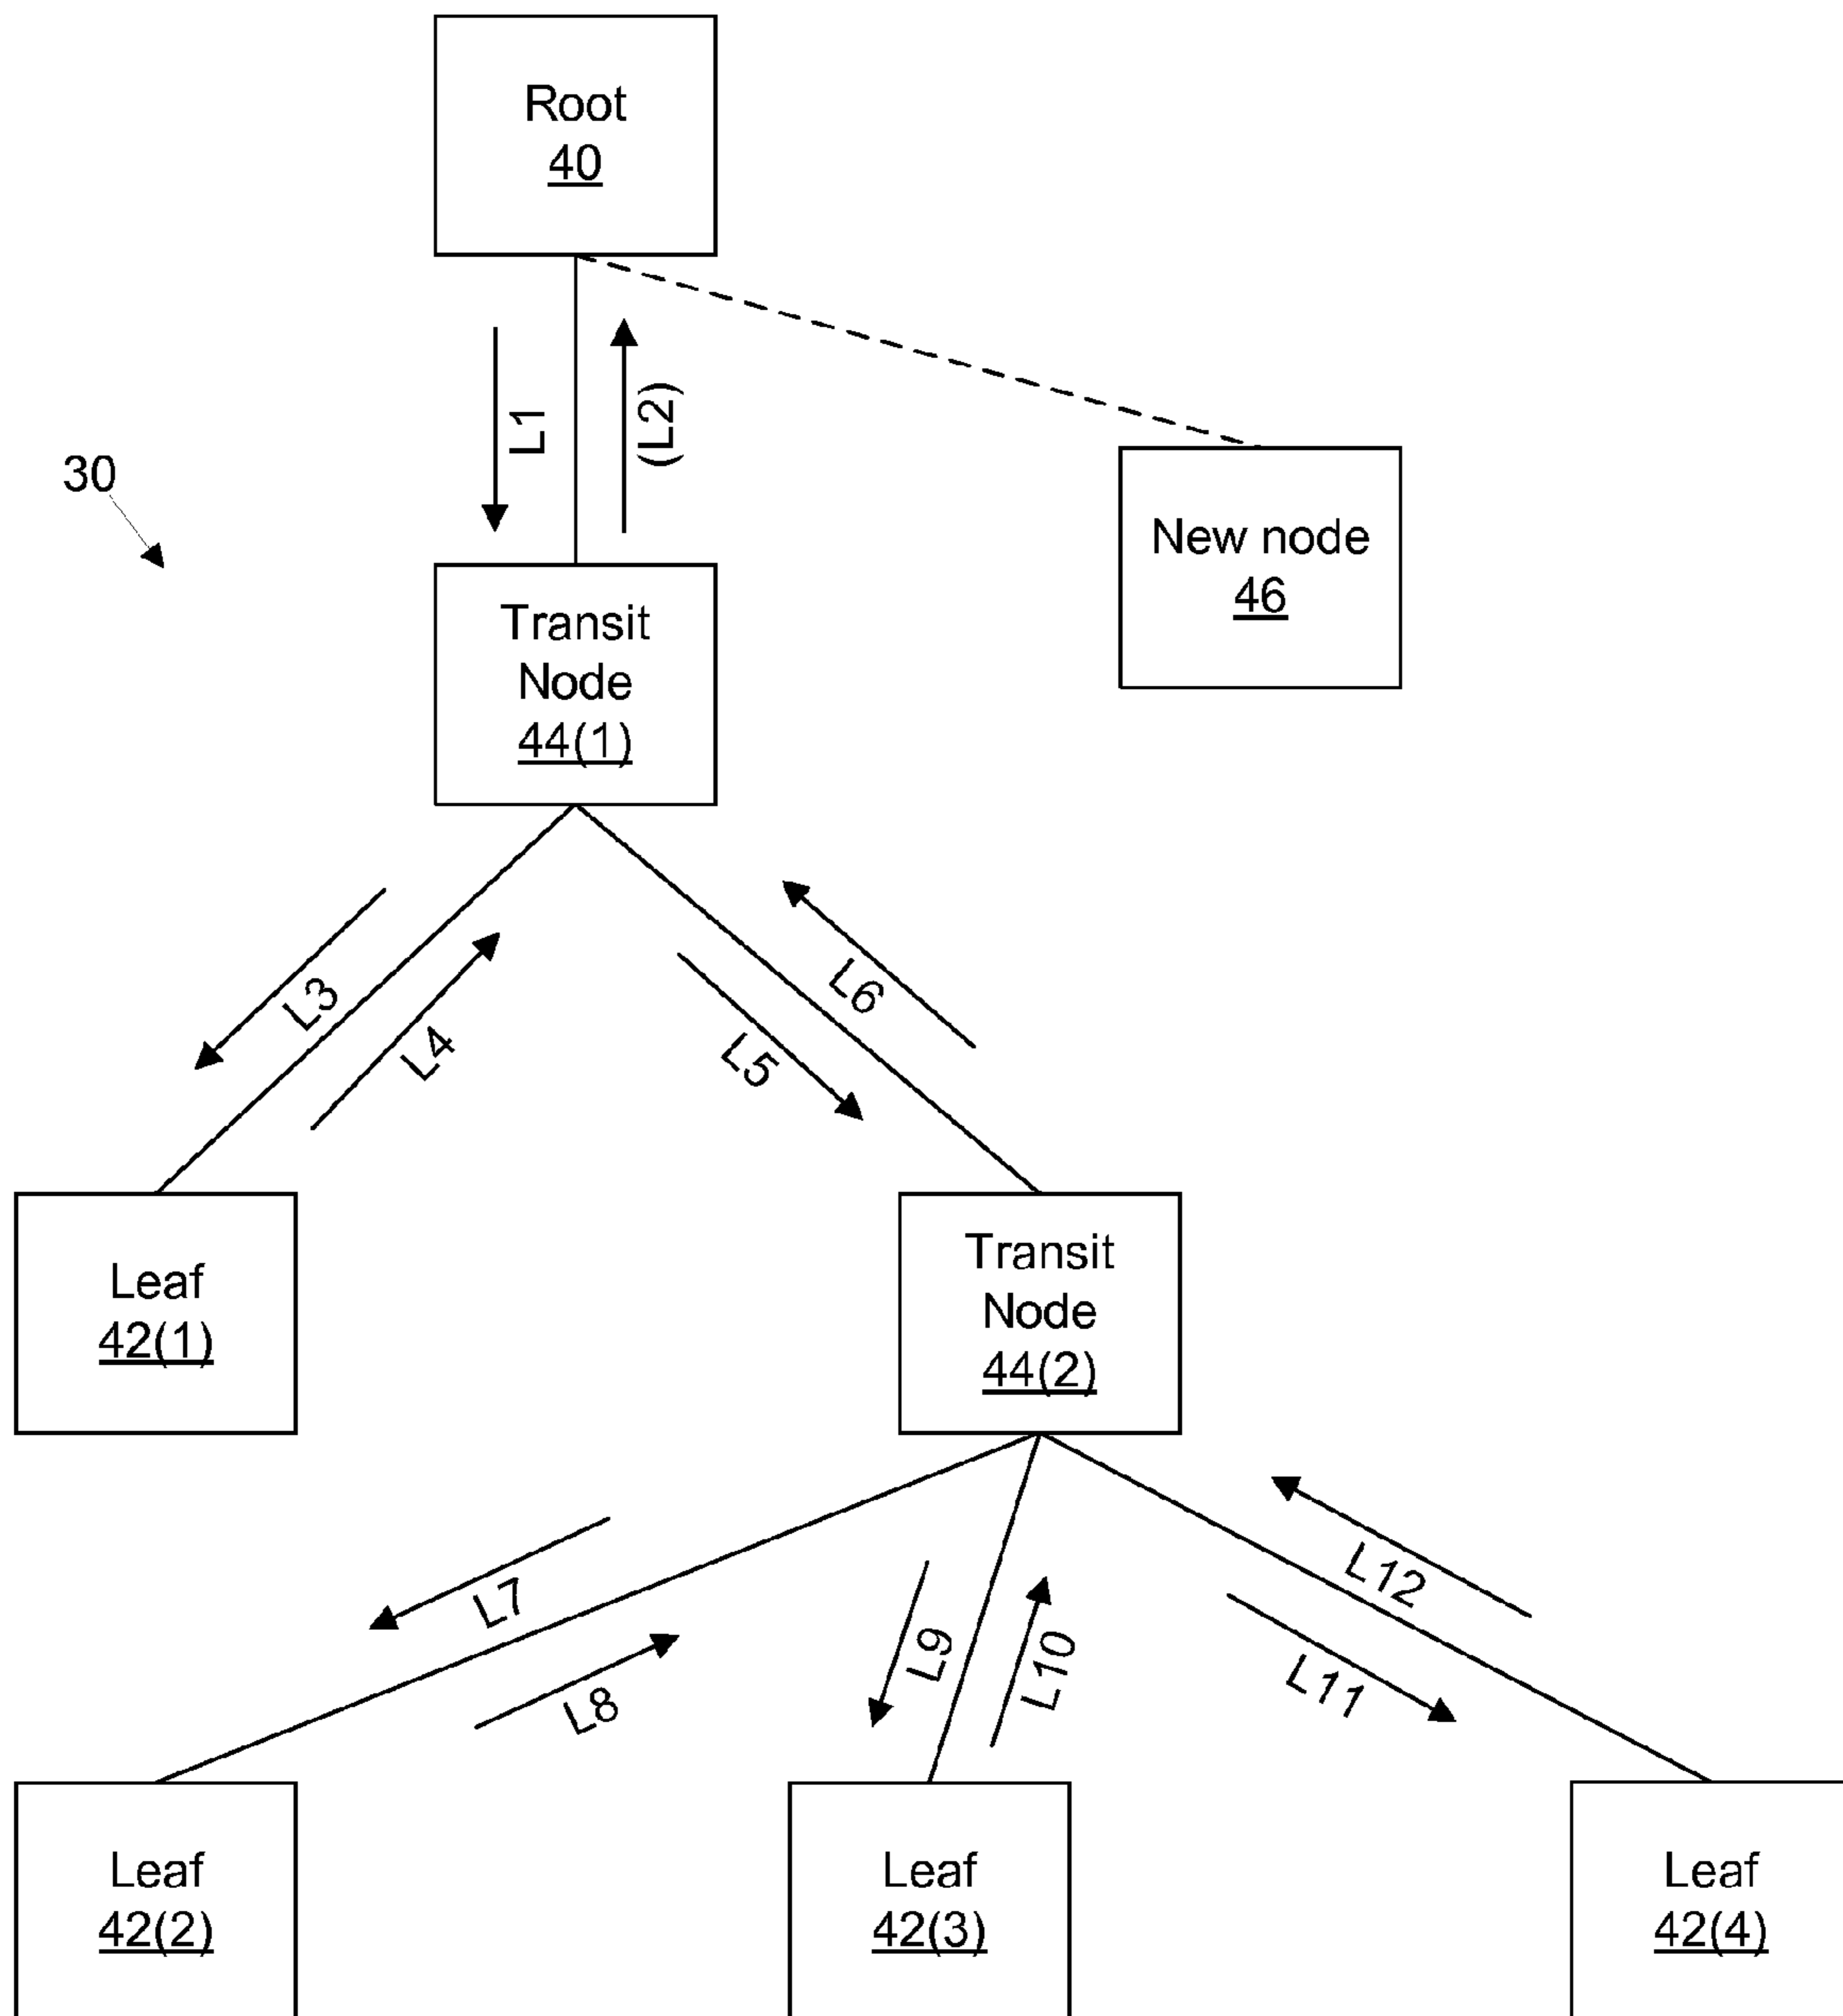 Root
40
L1
(L2)
30
New node
46
Transit
Node
44(1)
L3
L4
L5
L6
Leaf
42(1)
Transit
Node
44(2)
L7
L8
L9
L10
L11
L12
Leaf
42(2)
Leaf
42(3)
Leaf
42(4)